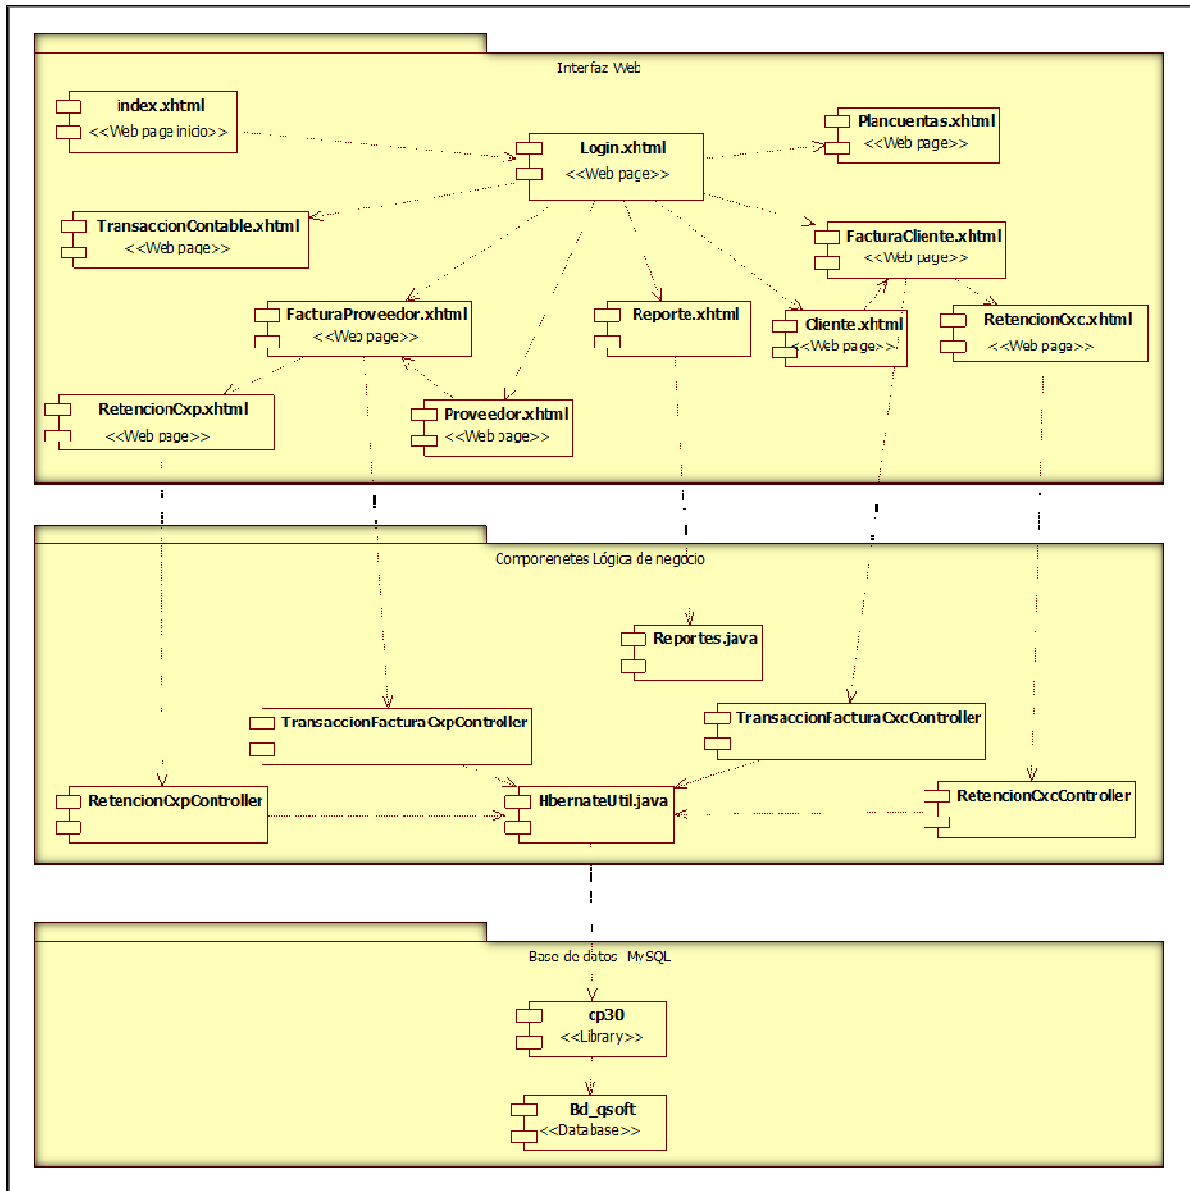 Interfaz Web
index.xhtml
<<Web page inicio>>
Login.xhtml
<<Web page>>
Plancuentas.xhtml
<<Web page>>
TransaccionContable.xhtml
<<Web page>>
FacturaCliente.xhtml
<<Web page>>
FacturaProveedor.xhtml
<<Web page>>
Reporte.xhtml
Cliente.xhtml
<<Web page>>
RetencionCxc.xhtml
<<Web page>>
RetencionCxp.xhtml
<<Web page>>
Proveedor.xhtml
<<Web page>>
Comporenetes Lógica de negocio
Reportes.java
TransaccionFacturaCxpController
TransaccionFacturaCxcController
RetencionCxpController
HbernateUtil.java
RetencionCxcController
Base de datos MySQL
cp30
<<Library>>
Bd_qsoft
<<Database>>